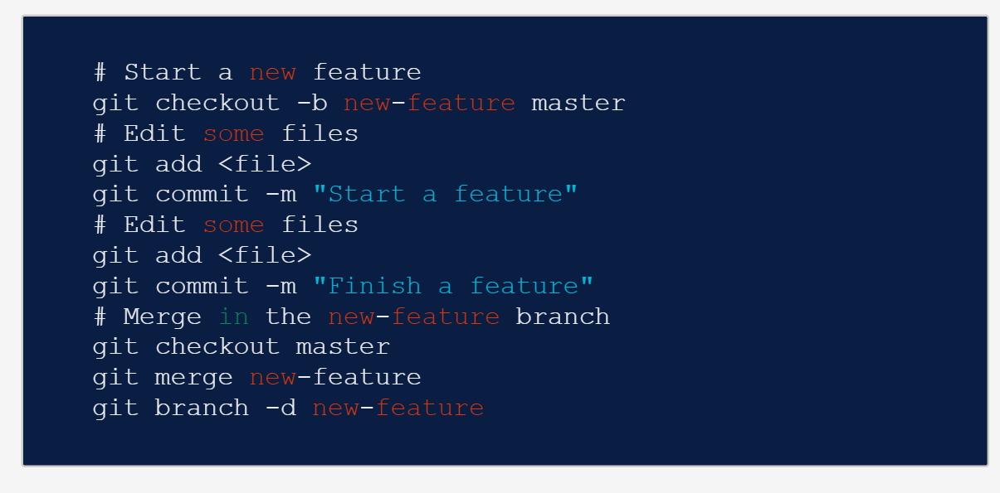 # Start a new feature
git checkout -b new-feature master
# Edit some files
git add <file>
git commit -m "Start a feature"
# Edit some files
git add <file>
git commit -m "Finish a feature"
# Merge in the new-feature branch
git checkout master
git merge new-feature
git branch -d new-feature